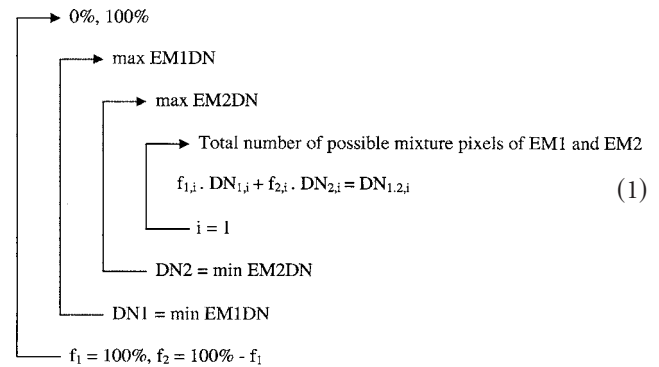 0%, 100%
max EM1DN
max EM2DN
Total number of possible mixture pixels of EM1 and EM2
f1,i . DN1,i + f2,i . DN2,i = DN1.2,i
(1)
i = 1
DN2 = min EM2DN
DN1 = min EM1DN
f1 = 100%, f2 = 100% - f1